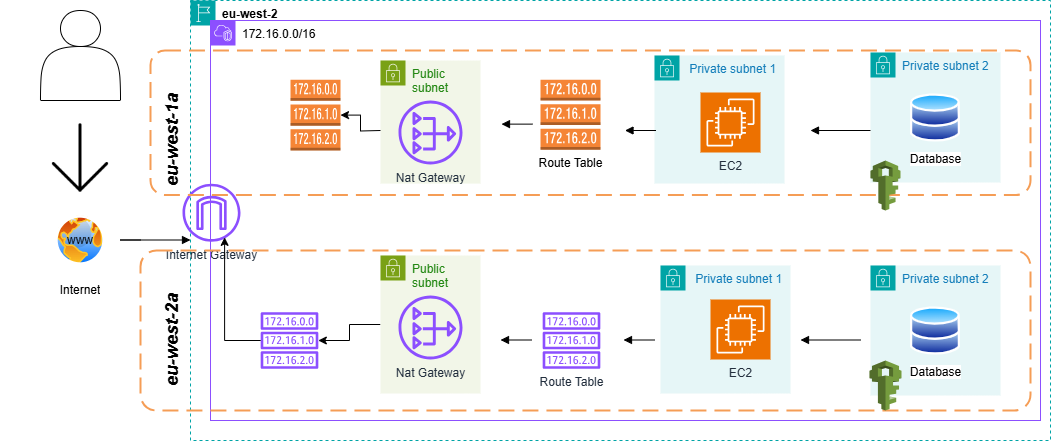 eu-west-2
172.16.0.0/16
eu-west-1a
172.16.0.0
172.16.1.0
172.16.2.0
Public
subnet
Nat Gateway
172.16.0.0
172.16.1.0
172.16.2.0
Route Table
Private subnet 1
EC2
Private subnet 2
Database
WWW
Internet
Internet Gateway
eu-west-2a
172.16.0.0
172.16.1.0
172.16.2.0
Public
subnet
Nat Gateway
172.16.0.0
172.16.1.0
172.16.2.0
Route Table
Private subnet 1
EC2
Private subnet 2
Database